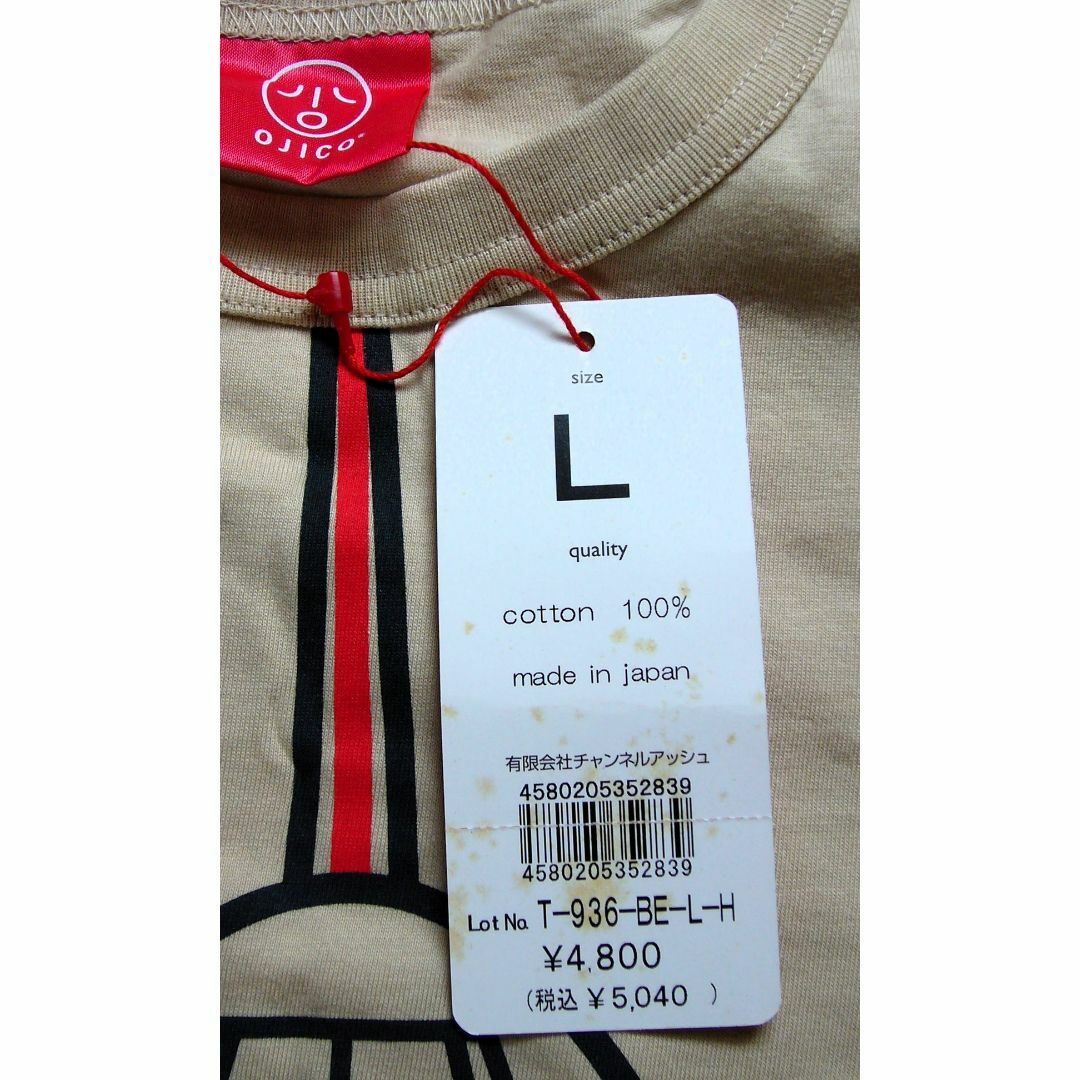 OJICO
size
L
quality
cotton 100%
made in japan
有限会社チャンネルアッシュ
4580205352839
4580205352839
Lot No. T-936-BE-L-H
¥4,800
(税込 ¥5,040 )